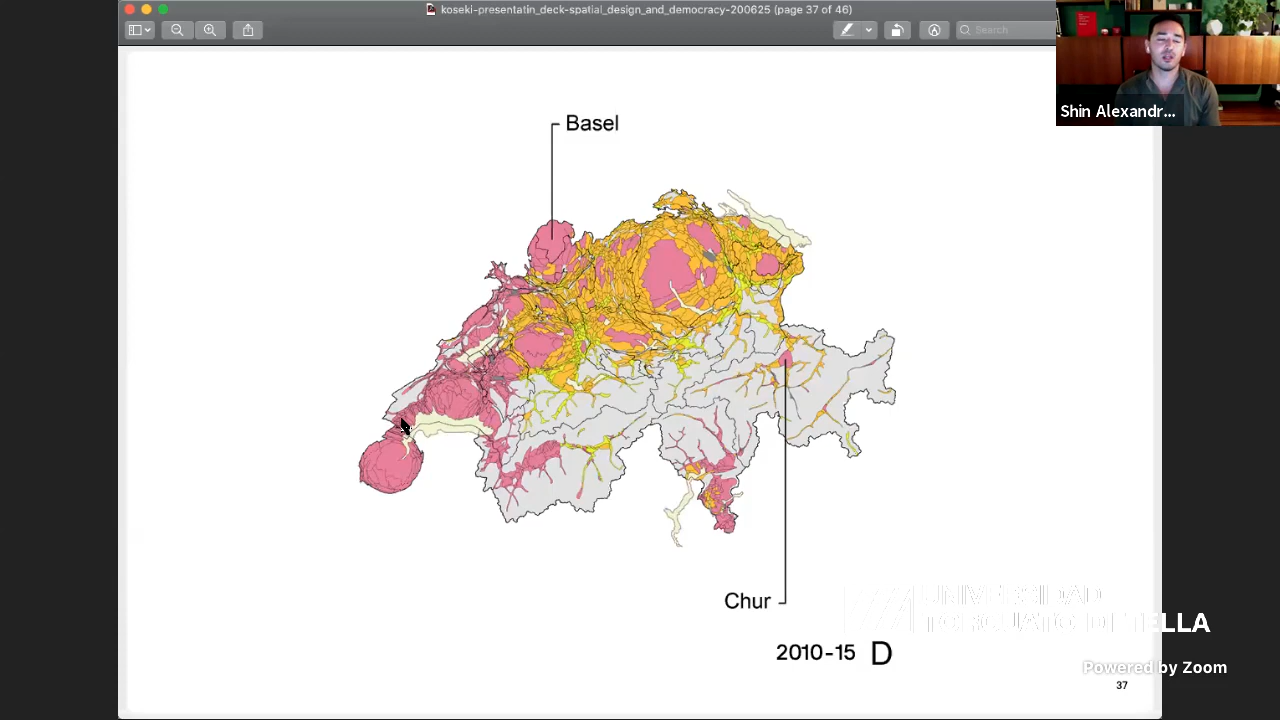 koseki-presentatin_deck-spatial_design_and_democracy-200625 (page 37 of 46)
Search
Shin Alexandr...
Basel
Chur
UNIVERSIDAD
TORCUATO DI TELLA
2010-15 D
Powered by Zoom
37